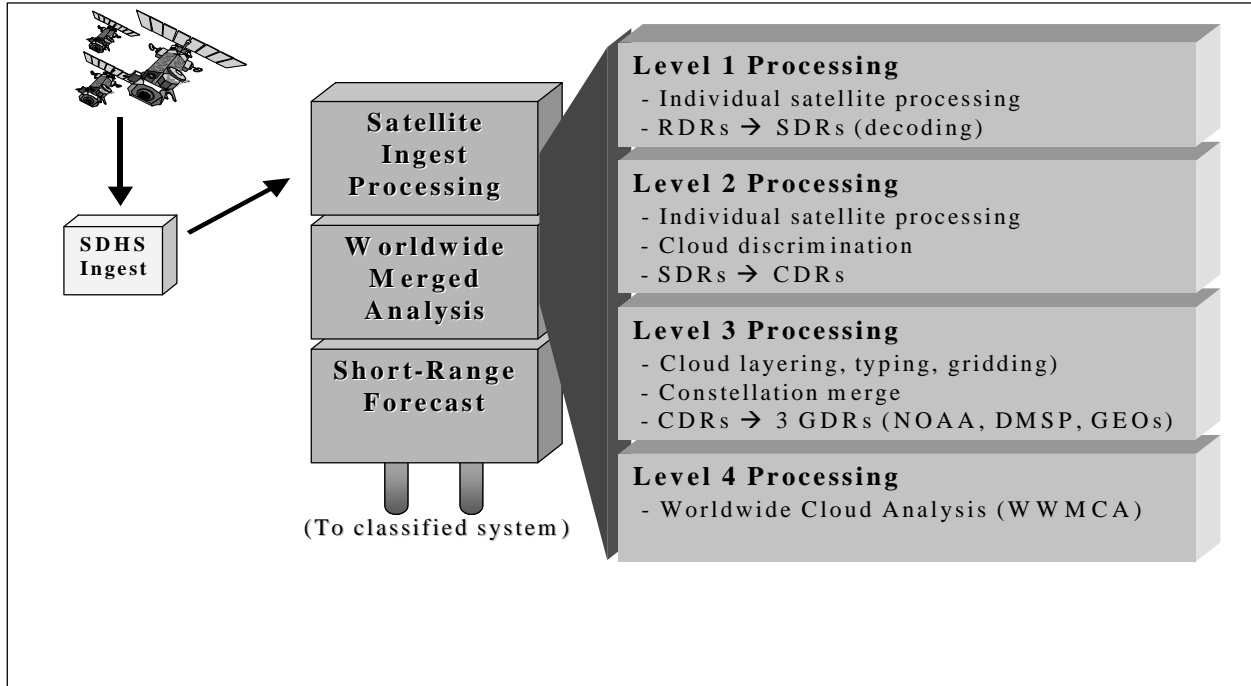 SDHS
Ingest
Satellite
Ingest
Processing
Worldwide
Merged
Analysis
Short-Range
Forecast
(To classified system)
Level 1 Processing
- Individual satellite processing
- RDRs → SDRs (decoding)
Level 2 Processing
- Individual satellite processing
- Cloud discrimination
- SDRs → CDRs
Level 3 Processing
- Cloud layering, typing, gridding)
- Constellation merge
- CDRs → 3 GDRs (NOAA, DMSP, GEOs)
Level 4 Processing
- Worldwide Cloud Analysis (WWMCA)